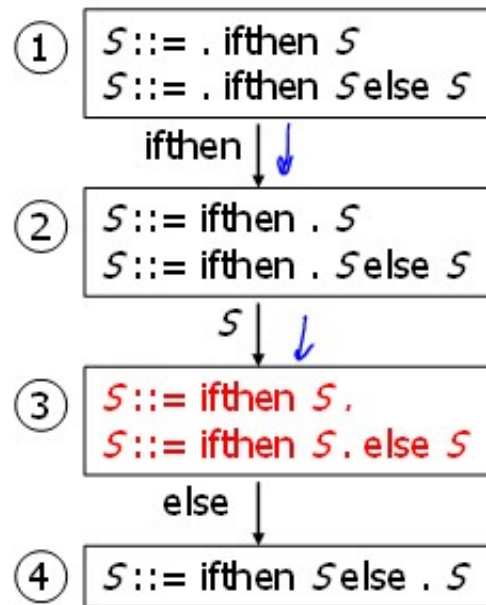 1
S ::= . ifthen S
S ::= . ifthen S else S
ifthen
2
S ::= ifthen . S
S ::= ifthen . S else S
S
3
S ::= ifthen S .
S ::= ifthen S . else S
else
4
S ::= ifthen S else . S